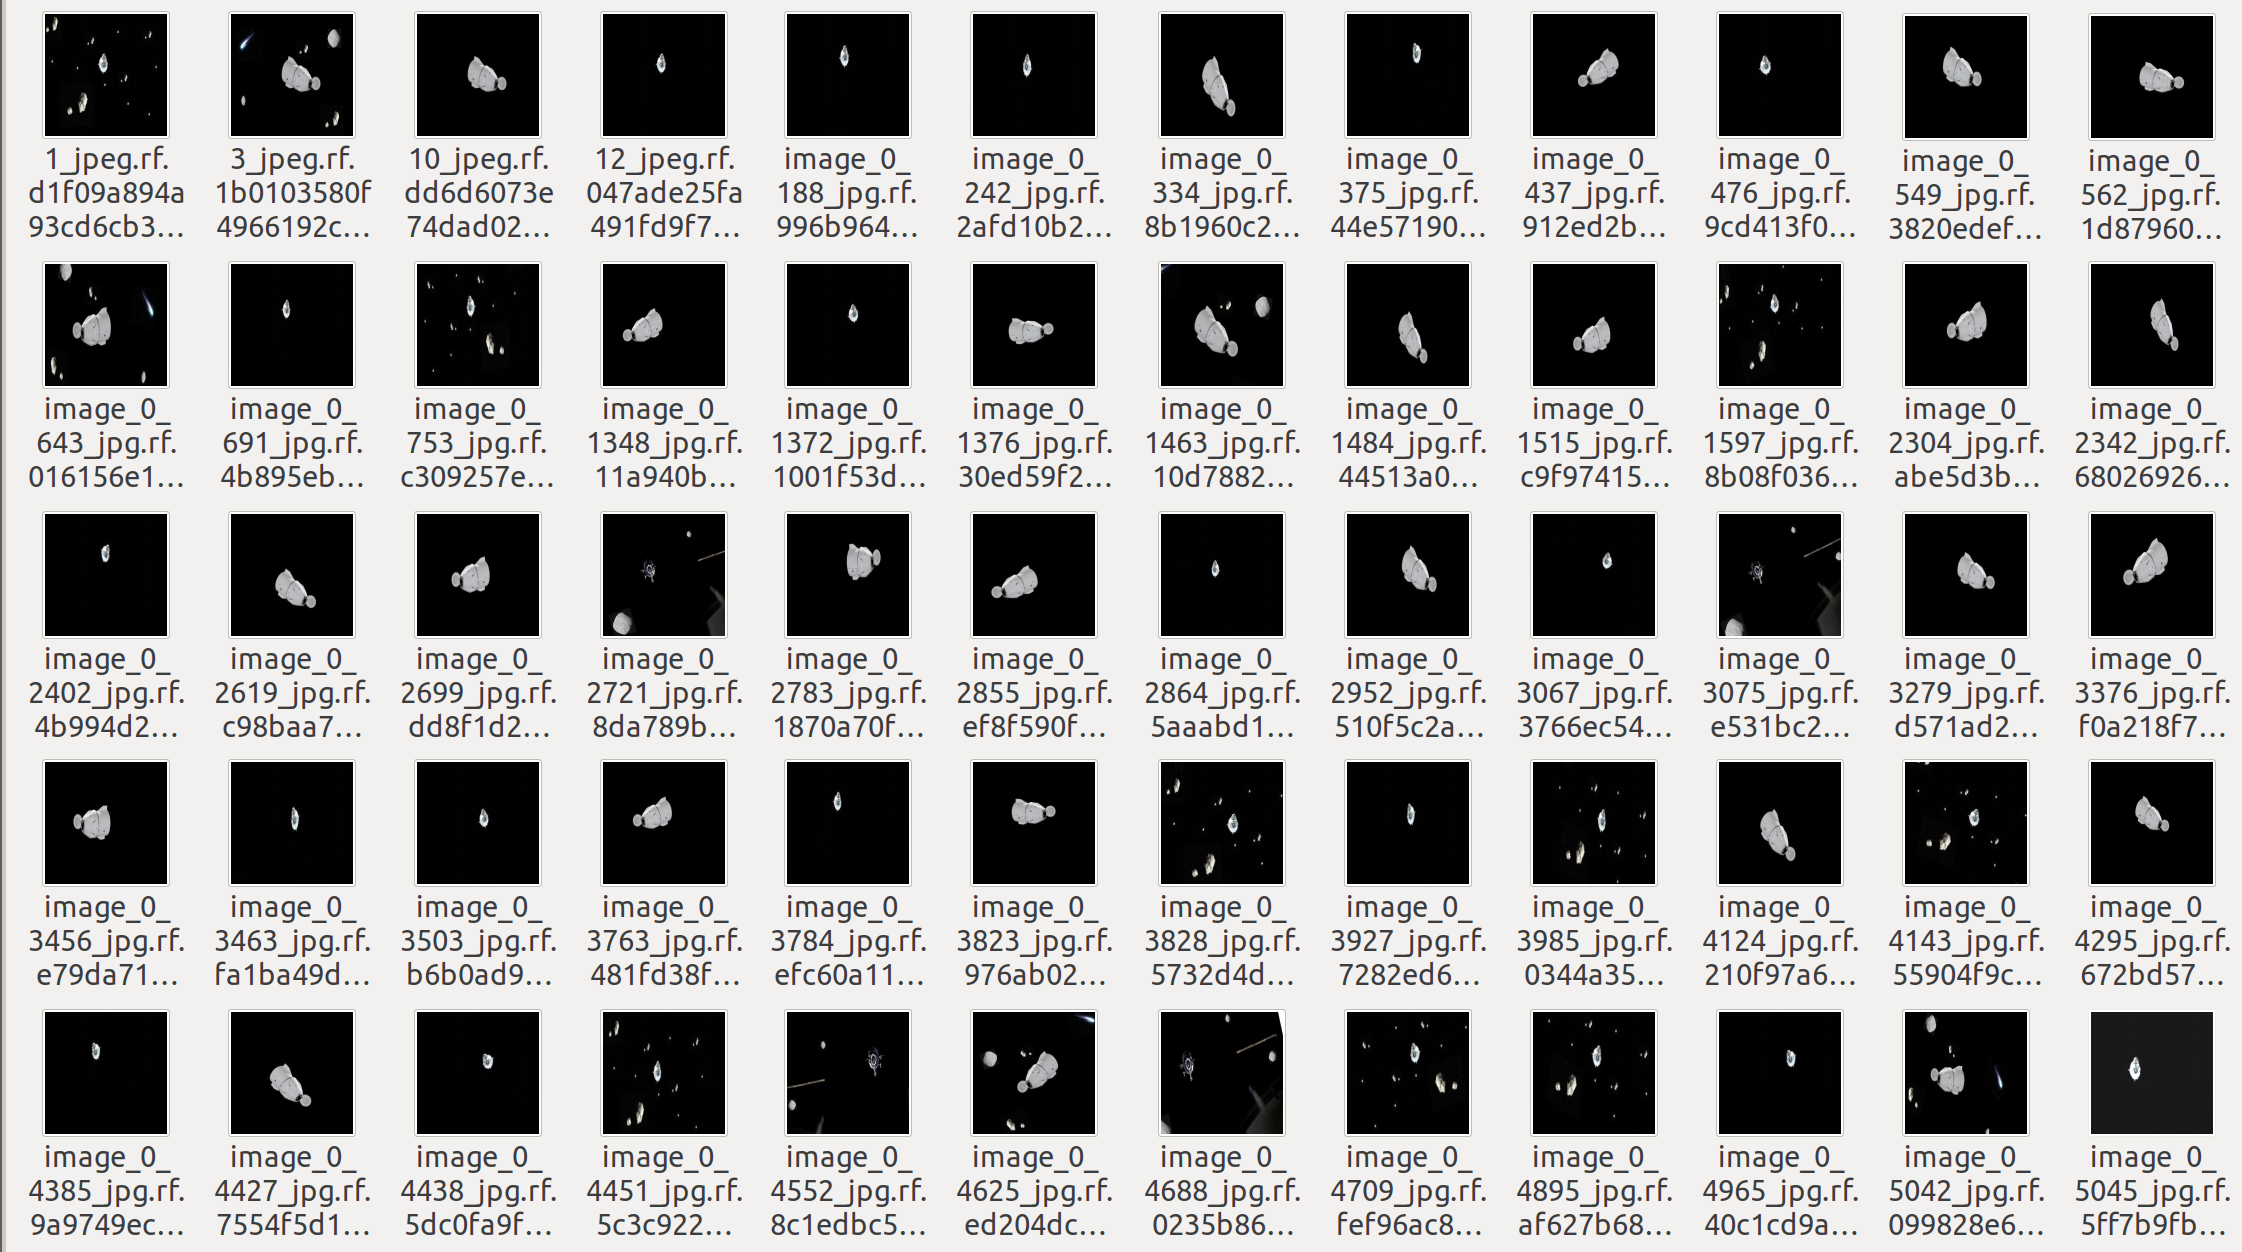 1_jpeg.rf.
d1f09a894a
93cd6cb3...
3_jpeg.rf.
1b0103580f
4966192c...
10_jpeg.rf.
dd6d6073e
74dad02...
12_jpeg.rf.
047ade25fa
491fd9f7...
image_0_
188_jpg.rf.
996b964...
image_0_
242_jpg.rf.
2afd10b2...
image_0_
334_jpg.rf.
8b1960c2...
image_0_
375_jpg.rf.
44e57190...
image_0_
437_jpg.rf.
912ed2b...
image_0_
476_jpg.rf.
9cd413f0...
image_0_
549_jpg.rf.
3820edef...
image_0_
562_jpg.rf.
1d87960...
image_0_
643_jpg.rf.
016156e1...
image_0_
691_jpg.rf.
4b895eb...
image_0_
753_jpg.rf.
c309257e...
image_0_
1348_jpg.rf.
11a940b...
image_0_
1372_jpg.rf.
1001f53d...
image_0_
1376_jpg.rf.
30ed59f2...
image_0_
1463_jpg.rf.
10d7882...
image_0_
1484_jpg.rf.
44513a0...
image_0_
1515_jpg.rf.
c9f97415...
image_0_
1597_jpg.rf.
8b08f036...
image_0_
2304_jpg.rf.
abe5d3b...
image_0_
2342_jpg.rf.
68026926...
image_0_
2402_jpg.rf.
4b994d2...
image_0_
2619_jpg.rf.
c98baa7...
image_0_
2699_jpg.rf.
dd8f1d2...
image_0_
2721_jpg.rf.
8da789b...
image_0_
2783_jpg.rf.
1870a70f...
image_0_
2855_jpg.rf.
ef8f590f...
image_0_
2864_jpg.rf.
5aaabd1...
image_0_
2952_jpg.rf.
510f5c2a...
image_0_
3067_jpg.rf.
3766ec54...
image_0_
3075_jpg.rf.
e531bc2...
image_0_
3279_jpg.rf.
d571ad2...
image_0_
3376_jpg.rf.
f0a218f7...
image_0_
3456_jpg.rf.
e79da71...
image_0_
3463_jpg.rf.
fa1ba49d...
image_0_
3503_jpg.rf.
b6b0ad9...
image_0_
3763_jpg.rf.
481fd38f...
image_0_
3784_jpg.rf.
efc60a11...
image_0_
3823_jpg.rf.
976ab02...
image_0_
3828_jpg.rf.
5732d4d...
image_0_
3927_jpg.rf.
7282ed6...
image_0_
3985_jpg.rf.
0344a35...
image_0_
4124_jpg.rf.
210f97a6...
image_0_
4143_jpg.rf.
55904f9c...
image_0_
4295_jpg.rf.
672bd57...
image_0_
4385_jpg.rf.
9a9749ec...
image_0_
4427_jpg.rf.
7554f5d1...
image_0_
4438_jpg.rf.
5dc0fa9f...
image_0_
4451_jpg.rf.
5c3c922...
image_0_
4552_jpg.rf.
8c1edbc5...
image_0_
4625_jpg.rf.
ed204dc...
image_0_
4688_jpg.rf.
0235b86...
image_0_
4709_jpg.rf.
fef96ac8...
image_0_
4895_jpg.rf.
af627b68...
image_0_
4965_jpg.rf.
40c1cd9a...
image_0_
5042_jpg.rf.
099828e6...
image_0_
5045_jpg.rf.
5ff7b9fb...